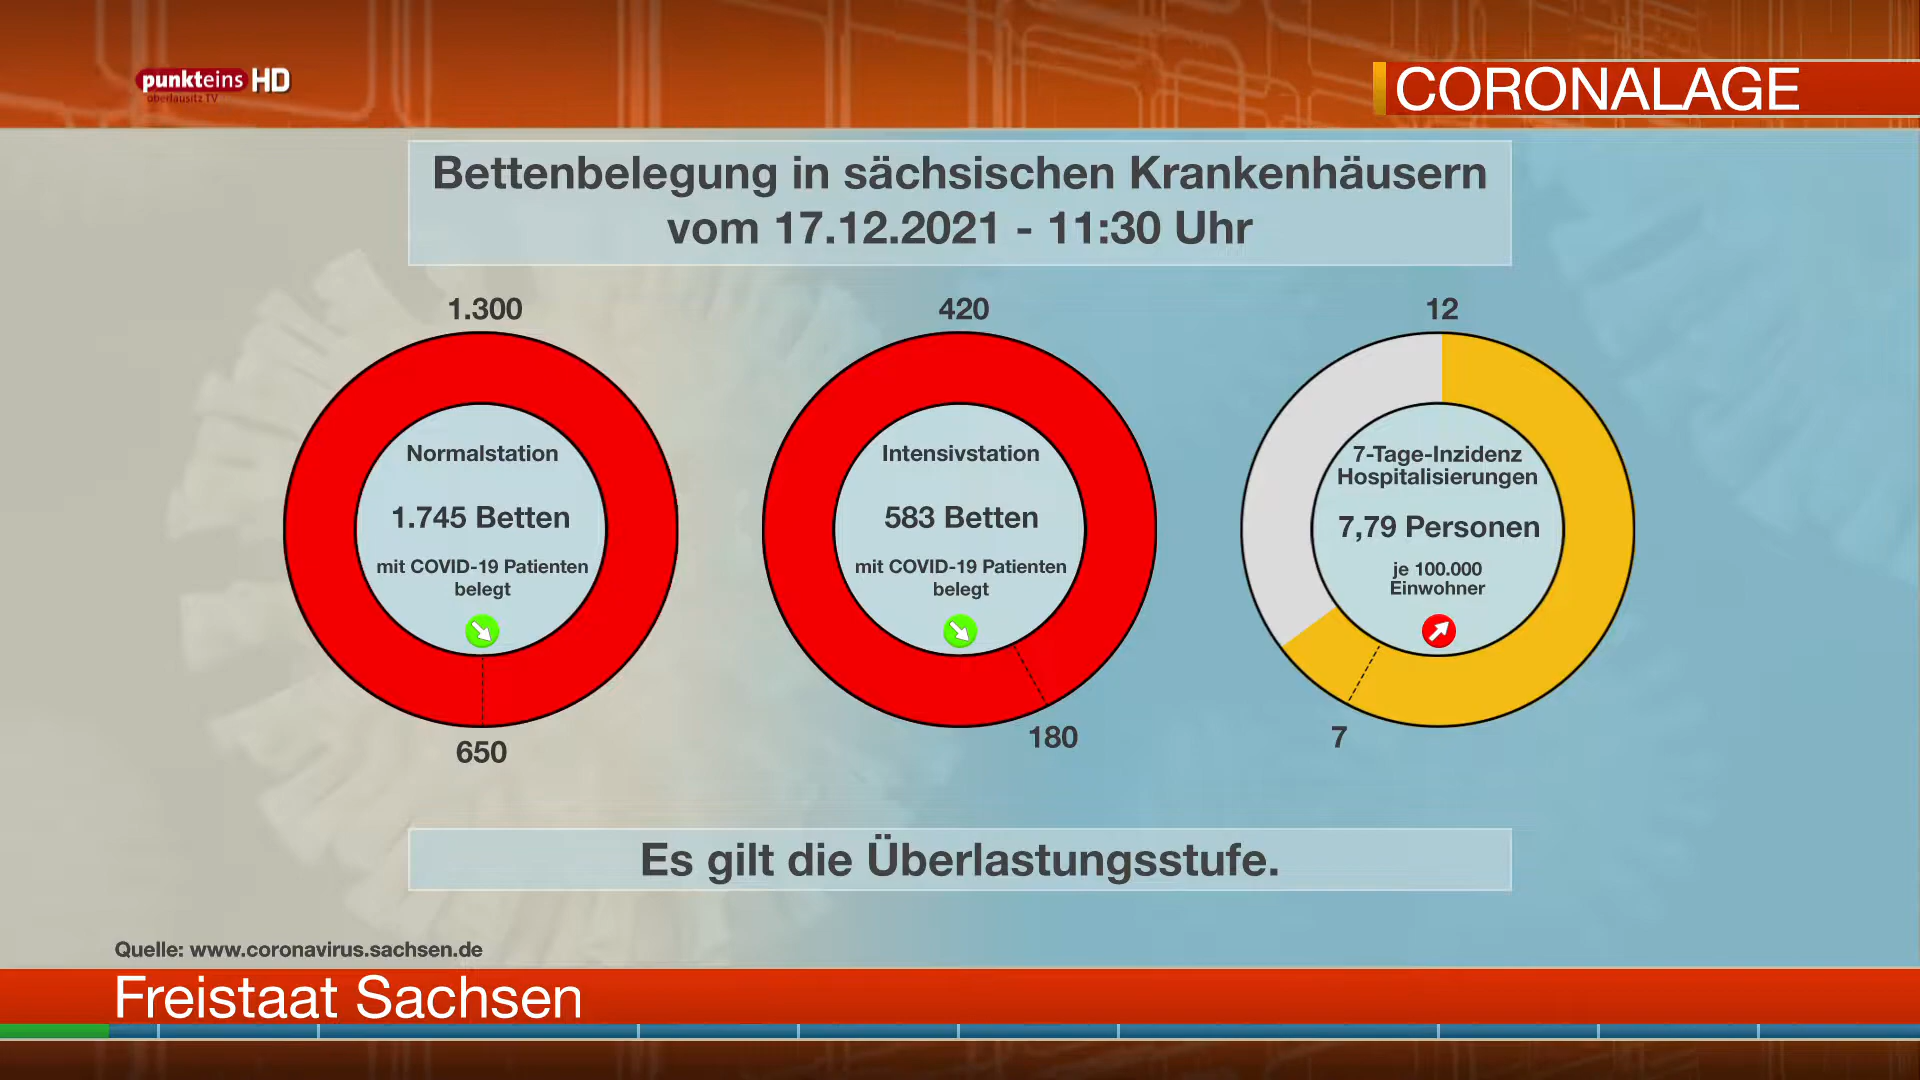 punkteins HD
oberlausitz TV
CORONALAGE
Bettenbelegung in sächsischen Krankenhäusern
vom 17.12.2021 - 11:30 Uhr
1.300
Normalstation
1.745 Betten
mit COVID-19 Patienten
belegt
650
420
Intensivstation
583 Betten
mit COVID-19 Patienten
belegt
180
12
7-Tage-Inzidenz
Hospitalisierungen
7,79 Personen
je 100.000
Einwohner
7
Es gilt die Überlastungsstufe.
Quelle: www.coronavirus.sachsen.de
Freistaat Sachsen